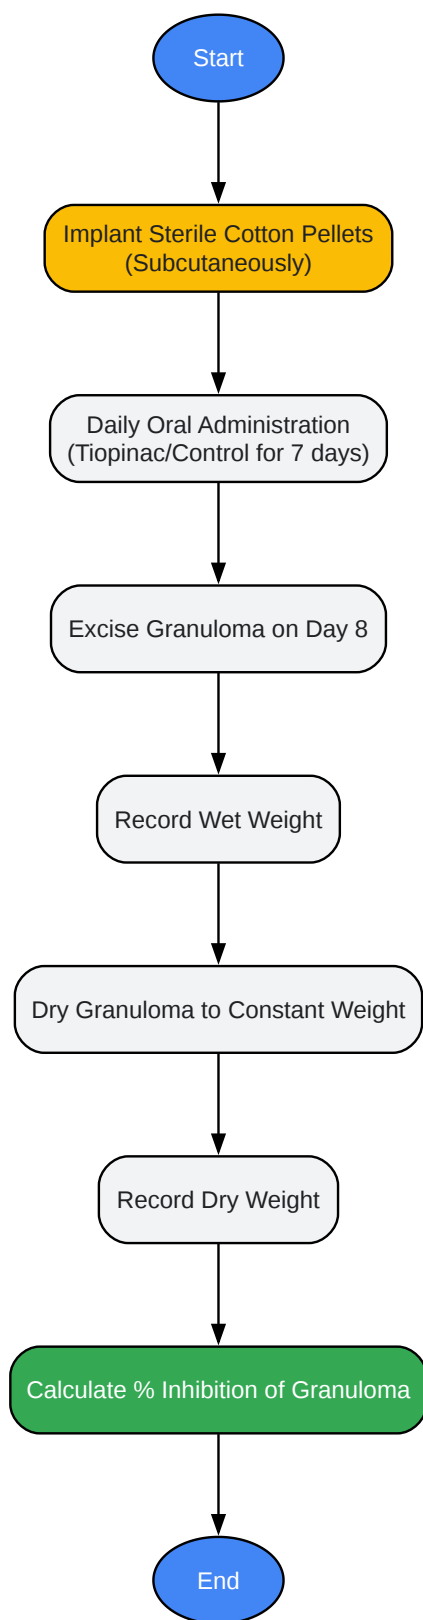 Start
Implant Sterile Cotton Pellets
(Subcutaneously)
Daily Oral Administration
(Tiopinac/Control for 7 days)
Excise Granuloma on Day 8
Record Wet Weight
Dry Granuloma to Constant Weight
Record Dry Weight
Calculate % Inhibition of Granuloma
End